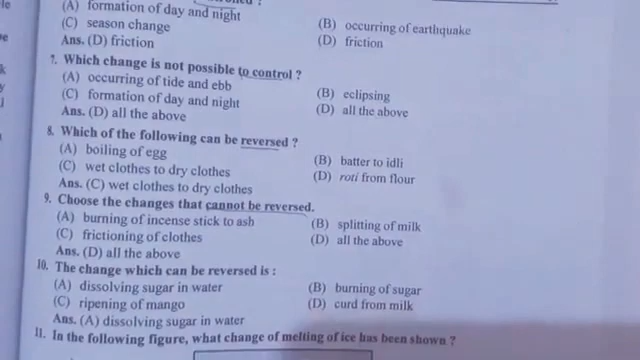 (A) formation of day and night
(B) occurring of earthquake
(C) season change
(D) friction
Ans. (D) friction
7. Which change is not possible to control ?
(A) occurring of tide and ebb
(B) eclipsing
(C) formation of day and night
(D) all the above
Ans. (D) all the above
8. Which of the following can be reversed ?
(A) boiling of egg
(B) batter to idli
(C) wet clothes to dry clothes
(D) roti from flour
Ans. (C) wet clothes to dry clothes
9. Choose the changes that cannot be reversed.
(A) burning of incense stick to ash
(B) splitting of milk
(C) frictioning of clothes
(D) all the above
Ans. (D) all the above
10. The change which can be reversed is :
(A) dissolving sugar in water
(B) burning of sugar
(C) ripening of mango
(D) curd from milk
Ans. (A) dissolving sugar in water
11. In the following figure, what change of melting of ice has been shown ?